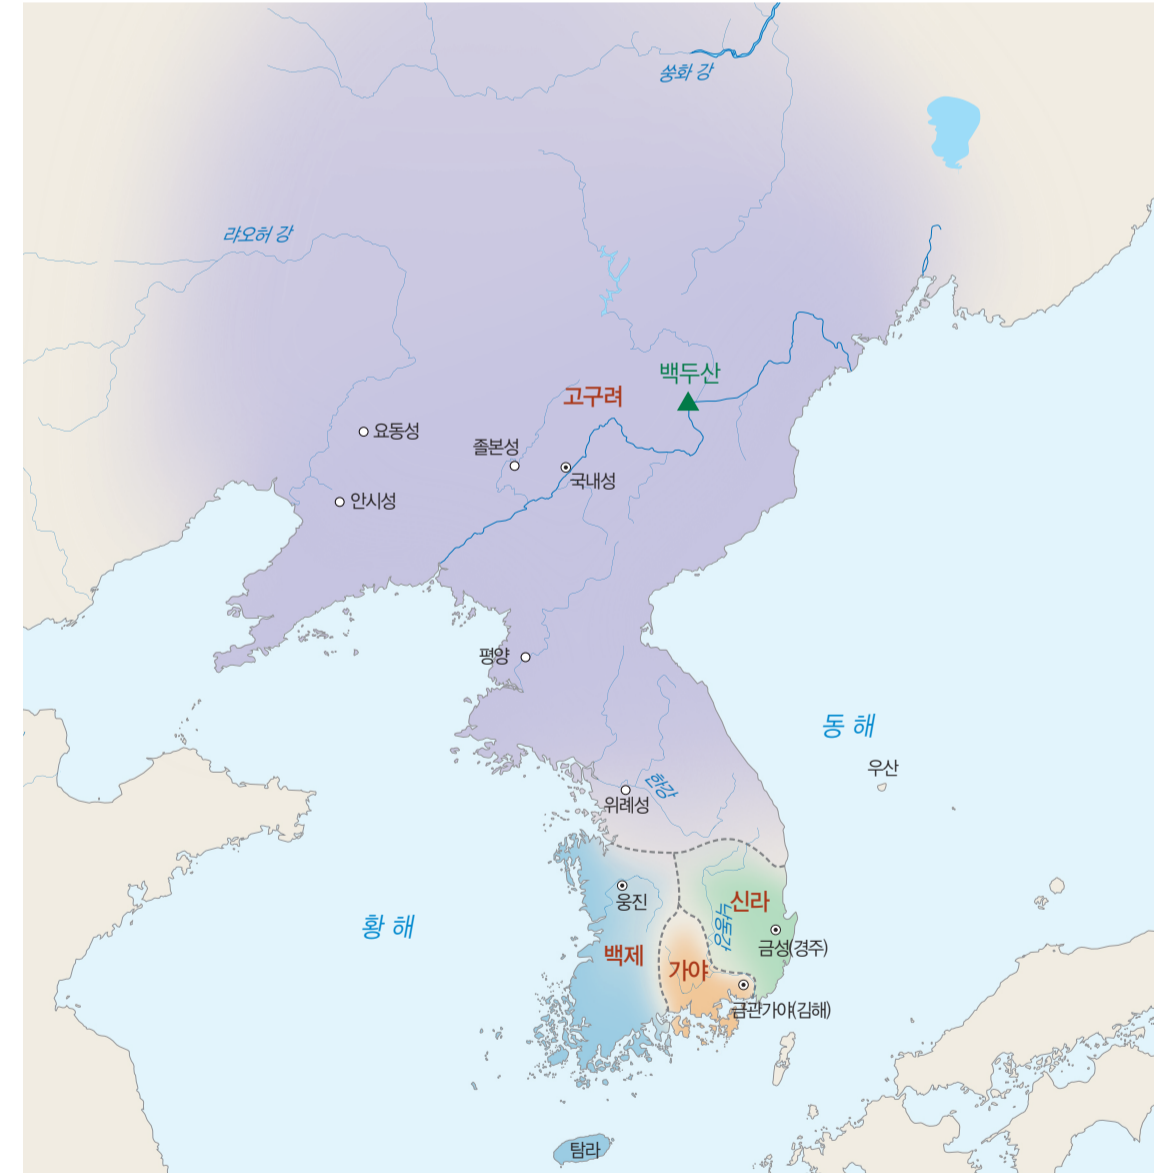 쑹화 강
랴오허 강
백두산
고구려
요동성
졸본성
국내성
안시성
평양
동 해
우산
한강
위례성
웅진
신라
낙동강
황 해
금성(경주)
백제
가야
금관가야(김해)
탐라